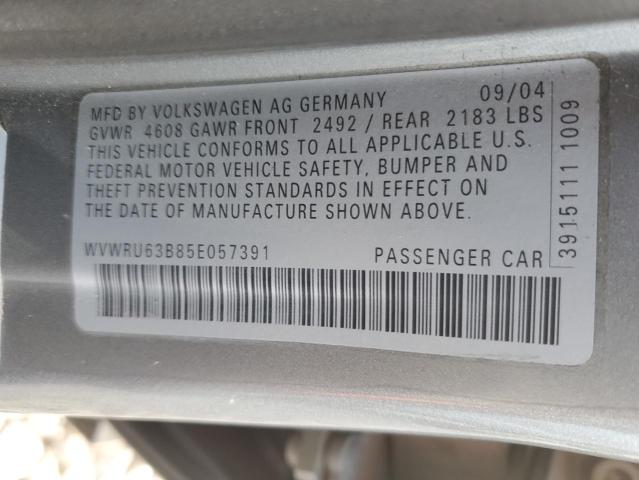 MFD BY VOLKSWAGEN AG GERMANY 09/04
GVWR 4608 GAWR FRONT 2492 / REAR 2183 LBS
THIS VEHICLE CONFORMS TO ALL APPLICABLE U.S.
FEDERAL MOTOR VEHICLE SAFETY, BUMPER AND
THEFT PREVENTION STANDARDS IN EFFECT ON
THE DATE OF MANUFACTURE SHOWN ABOVE.
WVWRU63B85E057391 PASSENGER CAR
3915111 1009